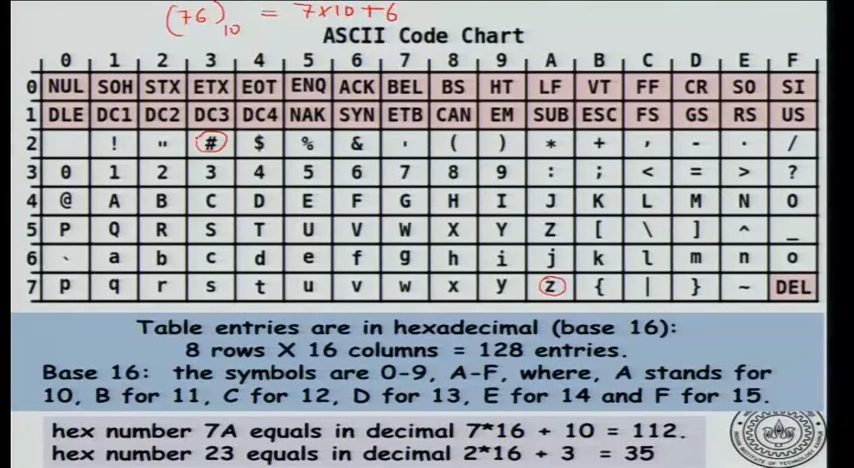 (76)10 = 7×10+6
ASCII Code Chart
0 1 2 3 4 5 6 7 8 9 A B C D E F
0 NUL SOH STX ETX EOT ENQ ACK BEL BS HT LF VT FF CR SO SI
1 DLE DC1 DC2 DC3 DC4 NAK SYN ETB CAN EM SUB ESC FS GS RS US
2 ! " # $ % & ' ( ) * + , - . /
3 0 1 2 3 4 5 6 7 8 9 : ; < = > ?
4 @ A B C D E F G H I J K L M N O
5 P Q R S T U V W X Y Z [ \ ] ^ _
6 ` a b c d e f g h i j k l m n o
7 p q r s t u v w x y z { | } ~ DEL
Table entries are in hexadecimal (base 16):
8 rows X 16 columns = 128 entries.
Base 16: the symbols are 0-9, A-F, where, A stands for
10, B for 11, C for 12, D for 13, E for 14 and F for 15.
hex number 7A equals in decimal 7*16 + 10 = 112.
hex number 23 equals in decimal 2*16 + 3 = 35